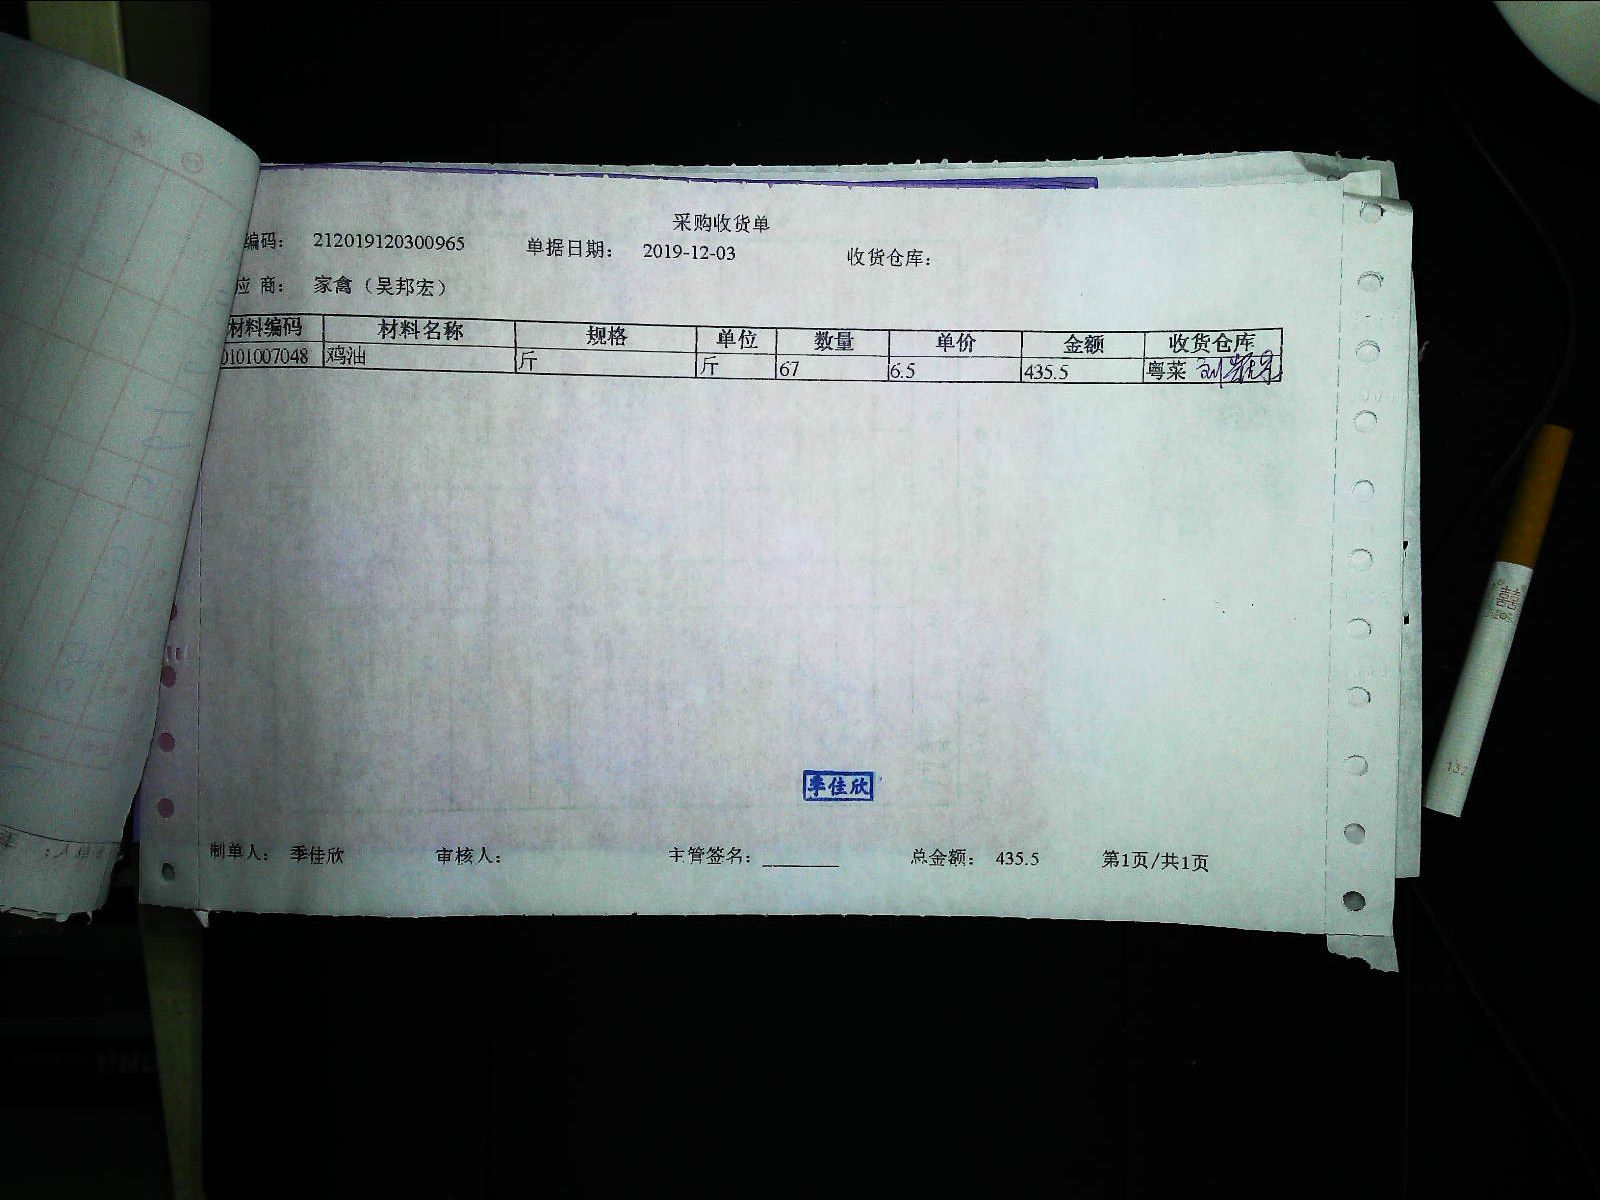 采购收货单
编码: 212019120300965 单据日期: 2019-12-03 收货仓库:
应 商: 家禽（吴邦宏）
材料编码 材料名称 规格 单位 数量 单价 金额 收货仓库
0101007048 鸡油 斤 斤 67 6.5 435.5 粤菜
季佳欣
制单人: 季佳欣 审核人: 主管签名: 总金额: 435.5 第1页/共1页
囍
132